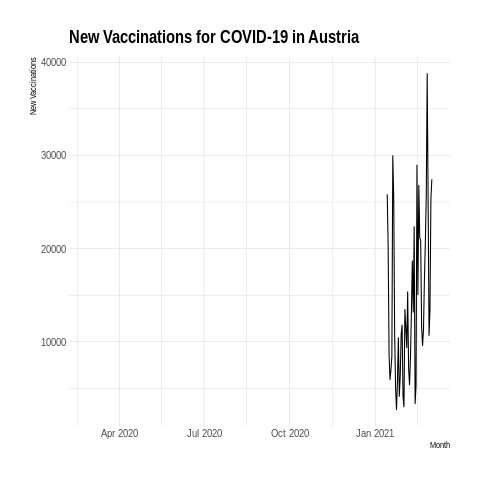 New Vaccinations for COVID-19 in Austria
New Vaccinations
40000
30000
20000
10000
Apr 2020 Jul 2020 Oct 2020 Jan 2021
Month